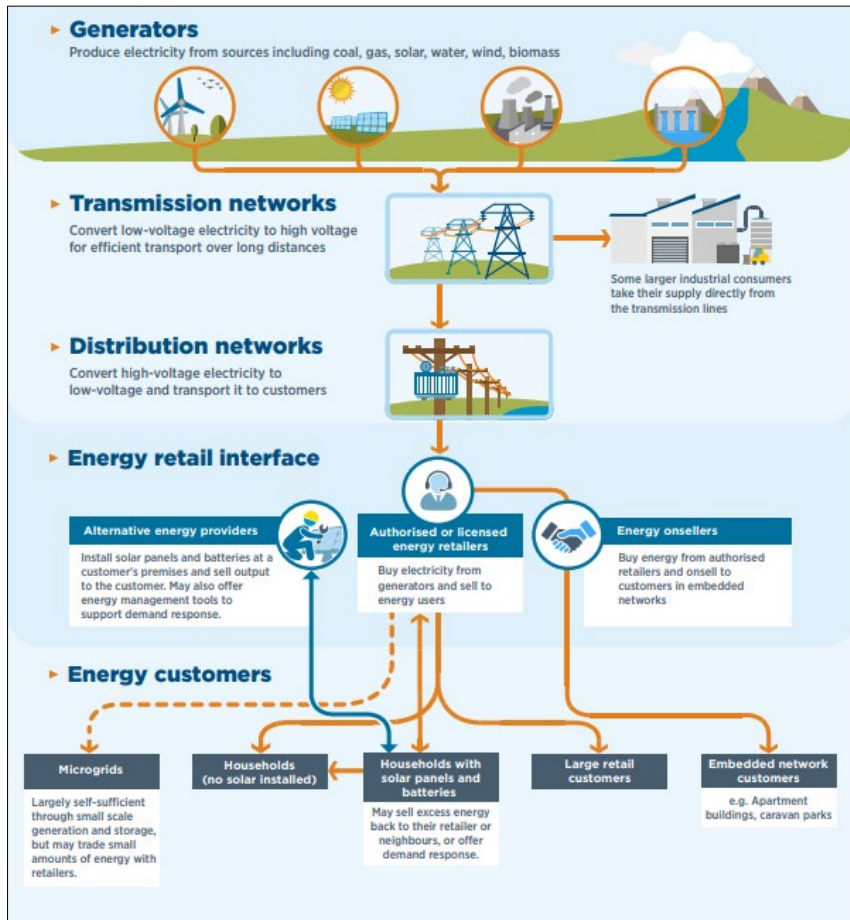 Generators
Produce electricity from sources including coal, gas, solar, water, wind, biomass
Transmission networks
Convert low-voltage electricity to high voltage
for efficient transport over long distances
Some larger industrial consumers
take their supply directly from
the transmission lines
Distribution networks
Convert high-voltage electricity to
low-voltage and transport it to customers
Energy retail interface
Alternative energy providers
Install solar panels and batteries at a
customer's premises and sell output
to the customer. May also offer
energy management tools to
support demand response.
Authorised or licensed
energy retailers
Buy electricity from
generators and sell to
energy users
Energy onsellers
Buy energy from authorised
retailers and onsell to
customers in embedded
networks
Energy customers
Microgrids
Largely self-sufficient
through small scale
generation and storage,
but may trade small
amounts of energy with
retailers.
Households
(no solar installed)
Households with
solar panels and
batteries
May sell excess energy
back to their retailer or
neighbours, or offer
demand response.
Large retail
customers
Embedded network
customers
e.g. Apartment
buildings, caravan parks